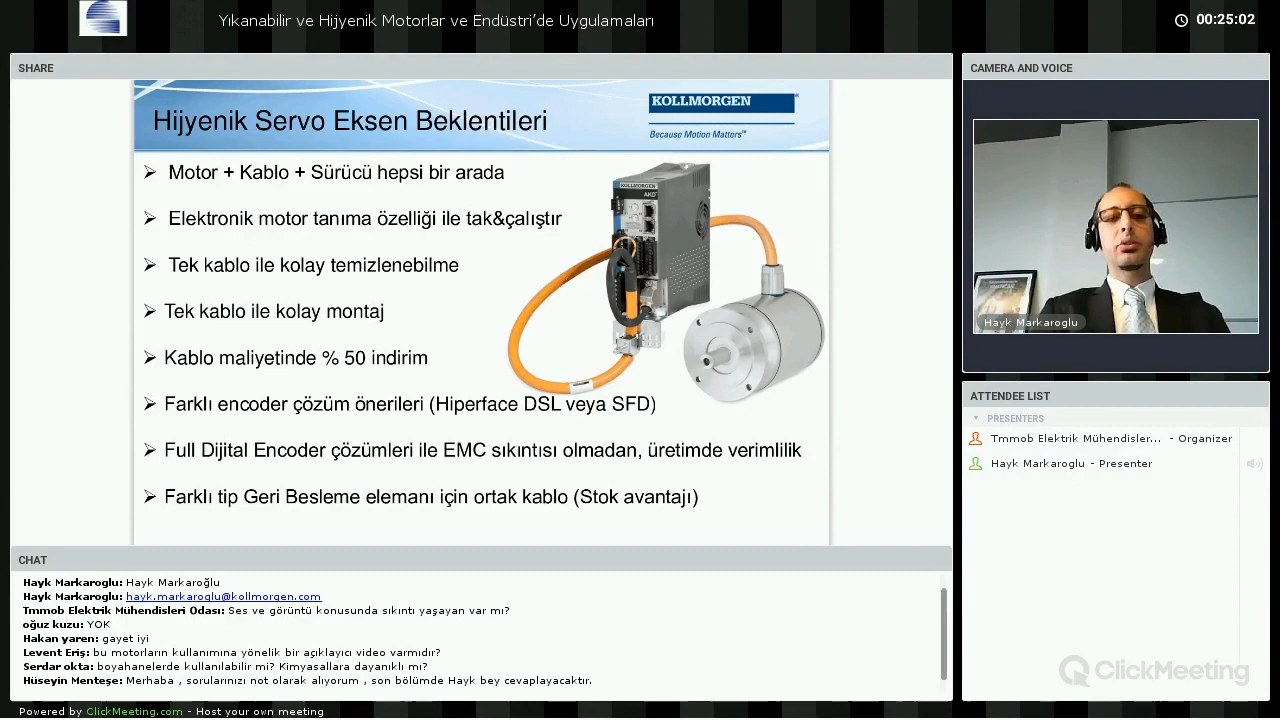 Yıkanabilir ve Hijyenik Motorlar ve Endüstri'de Uygulamaları
00:25:02
SHARE
CAMERA AND VOICE
Hijyenik Servo Eksen Beklentileri
KOLLMORGEN
Because Motion Matters™
Motor + Kablo + Sürücü hepsi bir arada
Elektronik motor tanıma özelliği ile tak&çalıştır
Tek kablo ile kolay temizlenebilme
Tek kablo ile kolay montaj
Kablo maliyetinde % 50 indirim
Farklı encoder çözüm önerileri (Hiperface DSL veya SFD)
Full Dijital Encoder çözümleri ile EMC sıkıntısı olmadan, üretimde verimlilik
Farklı tip Geri Besleme elemanı için ortak kablo (Stok avantajı)
KOLLMORGEN
AKD
Hayk Markaroglu
ATTENDEE LIST
PRESENTERS
Tmmob Elektrik Mühendisler... - Organizer
Hayk Markaroglu - Presenter
CHAT
Hayk Markaroglu: Hayk Markaroğlu
Hayk Markaroglu: hayk.markaroglu@kollmorgen.com
Tmmob Elektrik Mühendisleri Odası: Ses ve görüntü konusunda sıkıntı yaşayan var mı?
oğuz kuzu: YOK
Hakan yaren: gayet iyi
Levent Eriş: bu motorların kullanımına yönelik bir açıklayıcı video varmıdır?
Serdar okta: boyahanelerde kullanılabilir mi? Kimyasallara dayanıklı mı?
Hüseyin Menteşe: Merhaba , sorularınızı not olarak alıyorum , son bölümde Hayk bey cevaplayacaktır.
ClickMeeting
Powered by ClickMeeting.com - Host your own meeting